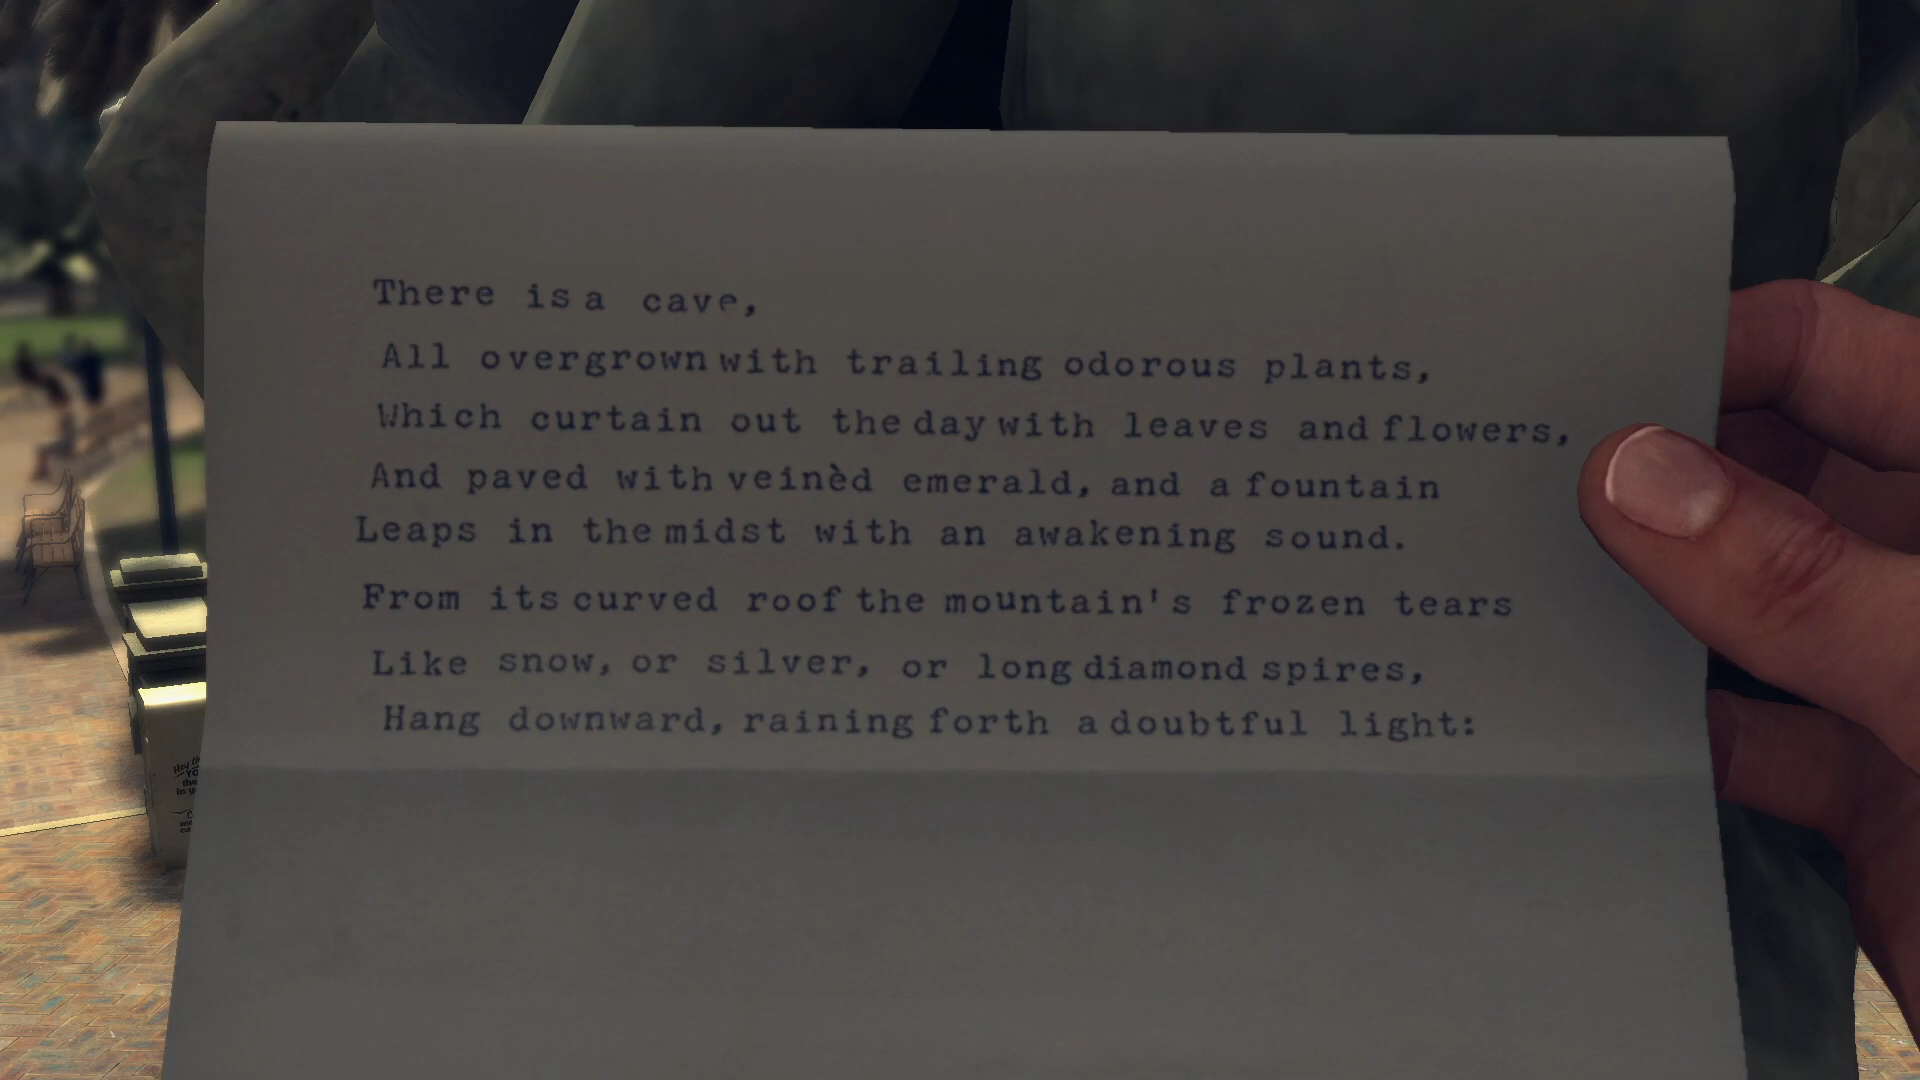 There is a cave,
All overgrown with trailing odorous plants,
Which curtain out the day with leaves and flowers,
And paved with veinèd emerald, and a fountain
Leaps in the midst with an awakening sound.
From its curved roof the mountain's frozen tears
Like snow, or silver, or long diamond spires,
Hang downward, raining forth a doubtful light: